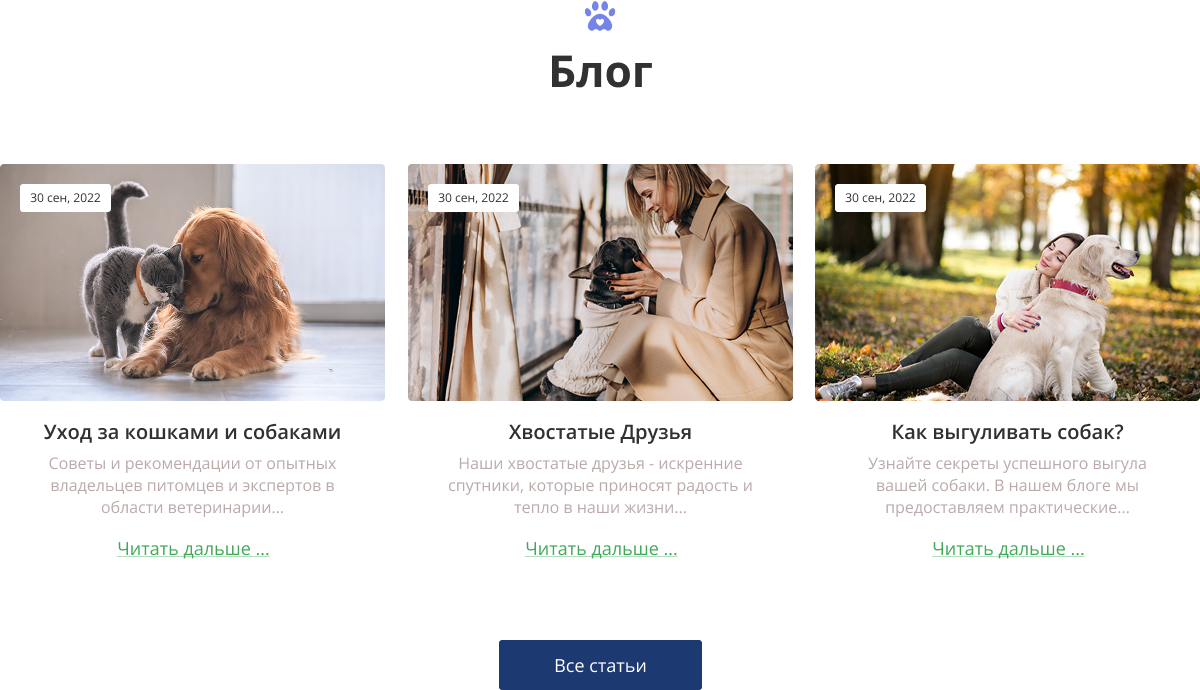 Блог
30 сен, 2022
30 сен, 2022
30 сен, 2022
Уход за кошками и собаками
Советы и рекомендации от опытных
владельцев питомцев и экспертов в
области ветеринарии...
Читать дальше ...
Хвостатые Друзья
Наши хвостатые друзья - искренние
спутники, которые приносят радость и
тепло в наши жизни...
Читать дальше ...
Как выгуливать собак?
Узнайте секреты успешного выгула
вашей собаки. В нашем блоге мы
предоставляем практические...
Читать дальше ...
Все статьи